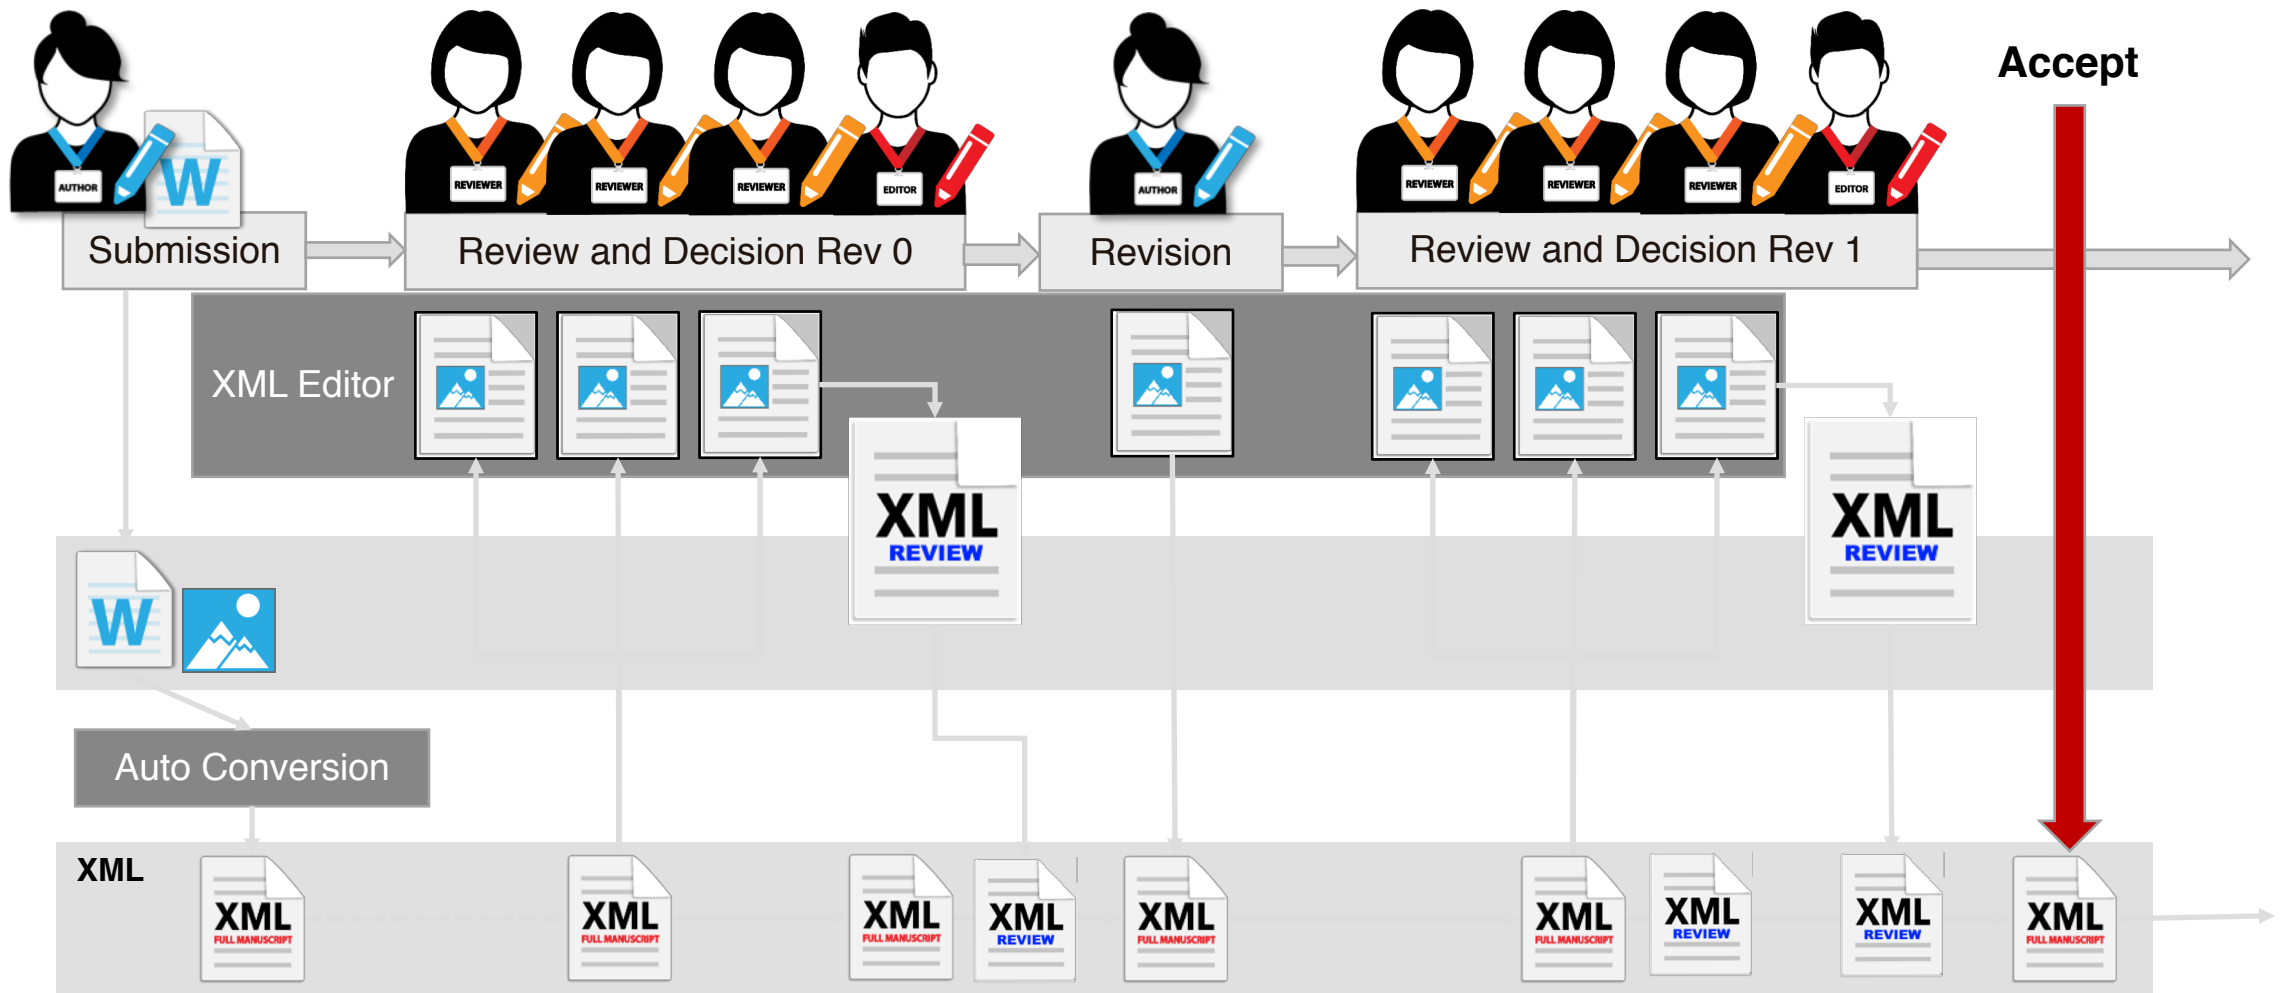 Accept
AUTHOR
W
REVIEWER
REVIEWER
REVIEWER
EDITOR
AUTHOR
REVIEWER
REVIEWER
REVIEWER
EDITOR
Submission
Review and Decision Rev 0
Revision
Review and Decision Rev 1
XML Editor
XML
REVIEW
XML
REVIEW
W
Auto Conversion
XML
XML
FULL MANUSCRIPT
XML
FULL MANUSCRIPT
XML
FULL MANUSCRIPT
XML
REVIEW
XML
FULL MANUSCRIPT
XML
FULL MANUSCRIPT
XML
REVIEW
XML
REVIEW
XML
FULL MANUSCRIPT